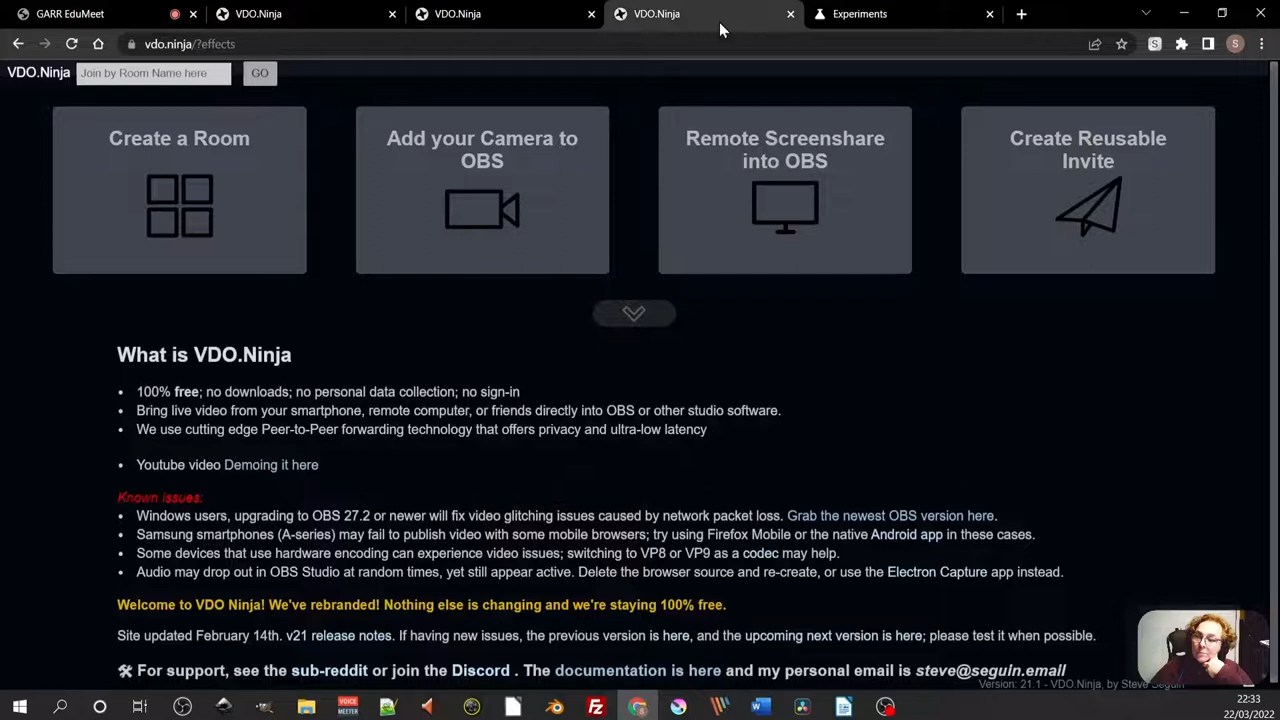 GARR EduMeet
VDO.Ninja
VDO.Ninja
VDO.Ninja
Experiments
vdo.ninja/?effects
S
S
VDO.Ninja
Join by Room Name here
GO
Create a Room
Add your Camera to
OBS
Remote Screenshare
into OBS
Create Reusable
Invite
What is VDO.Ninja
100% free; no downloads; no personal data collection; no sign-in
Bring live video from your smartphone, remote computer, or friends directly into OBS or other studio software.
We use cutting edge Peer-to-Peer forwarding technology that offers privacy and ultra-low latency
Youtube video Demoing it here
Known issues:
Windows users, upgrading to OBS 27.2 or newer will fix video glitching issues caused by network packet loss. Grab the newest OBS version here.
Samsung smartphones (A-series) may fail to publish video with some mobile browsers; try using Firefox Mobile or the native Android app in these cases.
Some devices that use hardware encoding can experience video issues; switching to VP8 or VP9 as a codec may help.
Audio may drop out in OBS Studio at random times, yet still appear active. Delete the browser source and re-create, or use the Electron Capture app instead.
Welcome to VDO Ninja! We've rebranded! Nothing else is changing and we're staying 100% free.
Site updated February 14th. v21 release notes. If having new issues, the previous version is here, and the upcoming next version is here; please test it when possible.
For support, see the sub-reddit or join the Discord . The documentation is here and my personal email is steve@seguin.email
Version: 21.1 - VDO.Ninja, by Steve Seguin
VOICE
MEETER
Fz
W
22:33
22/03/2022